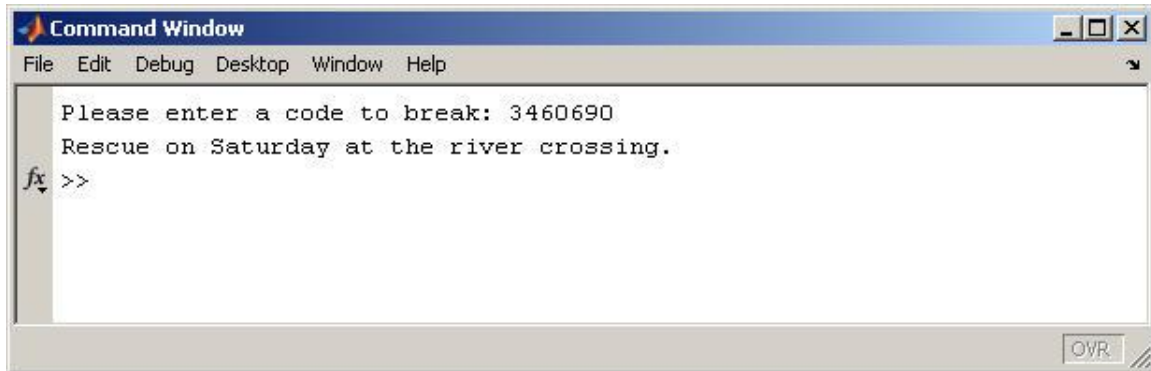 Command Window
File Edit Debug Desktop Window Help
Please enter a code to break: 3460690
Rescue on Saturday at the river crossing.
fx >>
OVR